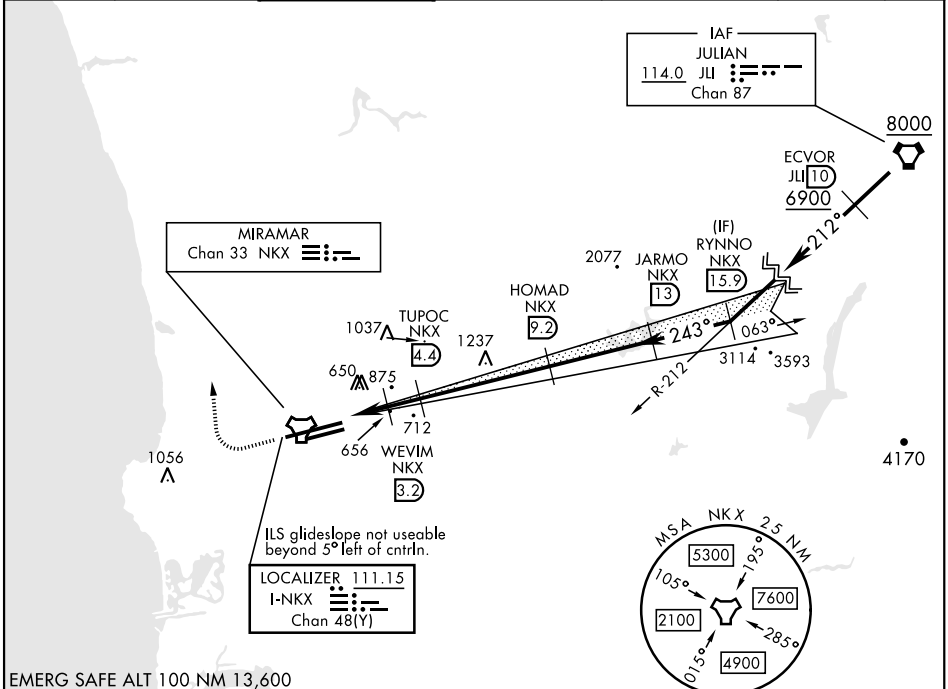 IAF
JULIAN
114.0 JLI
Chan 87
8000
ECVOR
JLI 10
6900
212°
(IF)
RYNNO
NKX
15.9
JARMO
NKX
13
2077
HOMAD
NKX
9.2
243°
063°
3114
3593
R-212
MIRAMAR
Chan 33 NKX
TUPOC
NKX
4.4
1037
1237
650
875
712
656
WEVIM
NKX
3.2
1056
4170
ILS glideslope not useable
beyond 5° left of cntrln.
LOCALIZER 111.15
I-NKX
Chan 48(Y)
MSA NKX 25 NM
5300
195°
105°
7600
2100
285°
015°
4900
EMERG SAFE ALT 100 NM 13,600